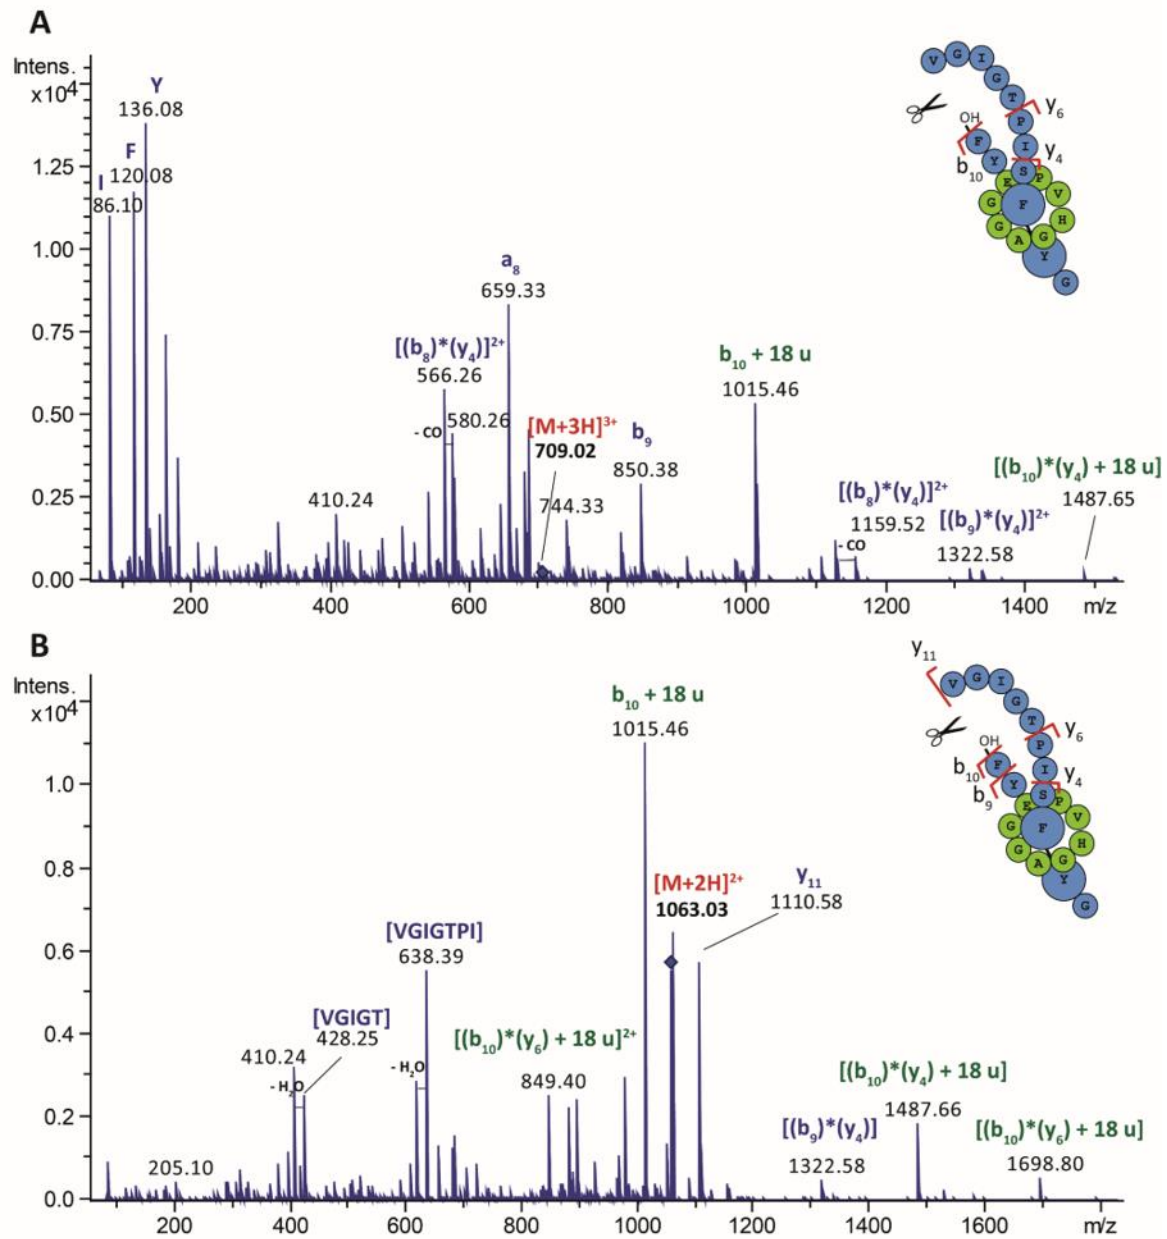 A
Intens.
x10⁴
1.25
1.00
0.75
0.50
0.25
0.00
200
400
600
800
1000
1200
1400
m/z
I
86.10
F
120.08
Y
136.08
410.24
[(b₈)*(y₄)]²⁺
566.26
- CO
580.26
a₈
659.33
[M+3H]³⁺
709.02
744.33
b₉
850.38
b₁₀ + 18 u
1015.46
[(b₈)*(y₄)]²⁺
1159.52
- CO
[(b₉)*(y₄)]²⁺
1322.58
[(b₁₀)*(y₄) + 18 u]
1487.65
V G I G T P I S F Y G
OH
F Y E G G A G H V P
y₆
y₄
b₁₀
B
Intens.
x10⁴
1.0
0.8
0.6
0.4
0.2
0.0
200
400
600
800
1000
1200
1400
1600
m/z
205.10
410.24
- H₂O
[VGIGT]
428.25
[VGIGTPI]
638.39
- H₂O
[(b₁₀)*(y₆) + 18 u]²⁺
849.40
b₁₀ + 18 u
1015.46
[M+2H]²⁺
1063.03
y₁₁
1110.58
[(b₉)*(y₄)]
1322.58
[(b₁₀)*(y₄) + 18 u]
1487.66
[(b₁₀)*(y₆) + 18 u]
1698.80
y₁₁
V G I G T P I S F Y G
OH
F Y E G G A G H V P
y₆
y₄
b₁₀
b₉